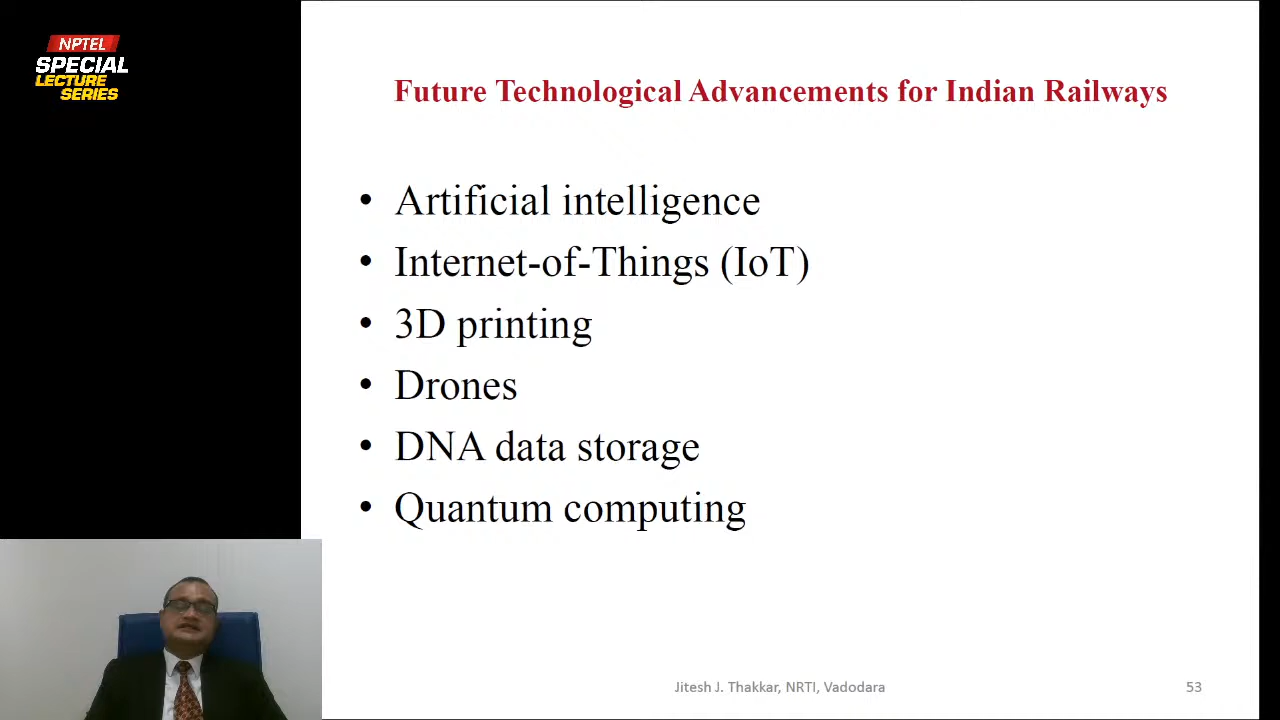 NPTEL
SPECIAL
LECTURE
SERIES
Future Technological Advancements for Indian Railways
• Artificial intelligence
• Internet-of-Things (IoT)
• 3D printing
• Drones
• DNA data storage
• Quantum computing
Jitesh J. Thakkar, NRTI, Vadodara
53